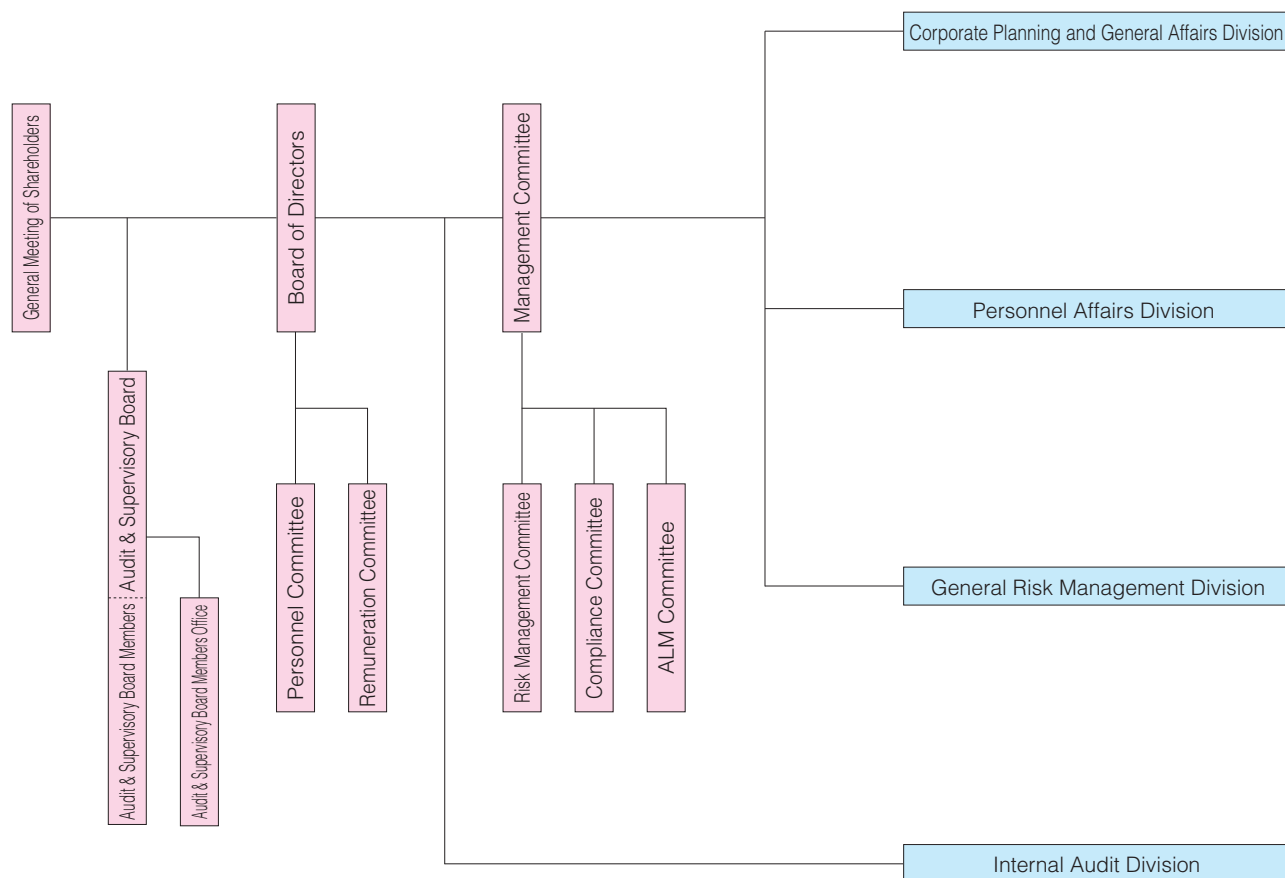 General Meeting of Shareholders
Audit & Supervisory Board
Audit & Supervisory Board Members
Audit & Supervisory Board Members Office
Board of Directors
Personnel Committee
Remuneration Committee
Management Committee
Risk Management Committee
Compliance Committee
ALM Committee
Corporate Planning and General Affairs Division
Personnel Affairs Division
General Risk Management Division
Internal Audit Division